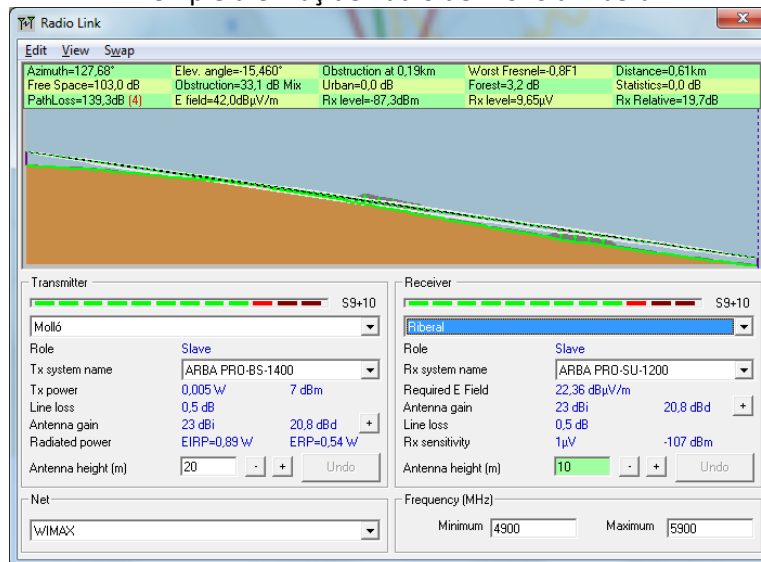 Radio Link
Edit View Swap
Azimuth=127,68° Elev. angle=-15,460° Obstruction at 0,19km Worst Fresnel=-0,8F1 Distance=0,61km
Free Space=103,0 dB Obstruction=33,1 dB Mix Urban=0,0 dB Forest=3,2 dB Statistics=0,0 dB
PathLoss=139,3dB (4) E field=42,0dBµV/m Rx level=-87,3dBm Rx level=9,65µV Rx Relative=19,7dB
Transmitter
S9+10
Molló
Role Slave
Tx system name ARBA PRO-BS-1400
Tx power 0,005 W 7 dBm
Line loss 0,5 dB
Antenna gain 23 dBi 20,8 dBd +
Radiated power EIRP=0,89 W ERP=0,54 W
Antenna height (m) 20 - + Undo
Net
WIMAX
Receiver
S9+10
Riberal
Role Slave
Rx system name ARBA PRO-SU-1200
Required E Field 22,36 dBµV/m
Antenna gain 23 dBi 20,8 dBd +
Line loss 0,5 dB
Rx sensitivity 1µV -107 dBm
Antenna height (m) 10 - + Undo
Frequency (MHz)
Minimum 4900 Maximum 5900